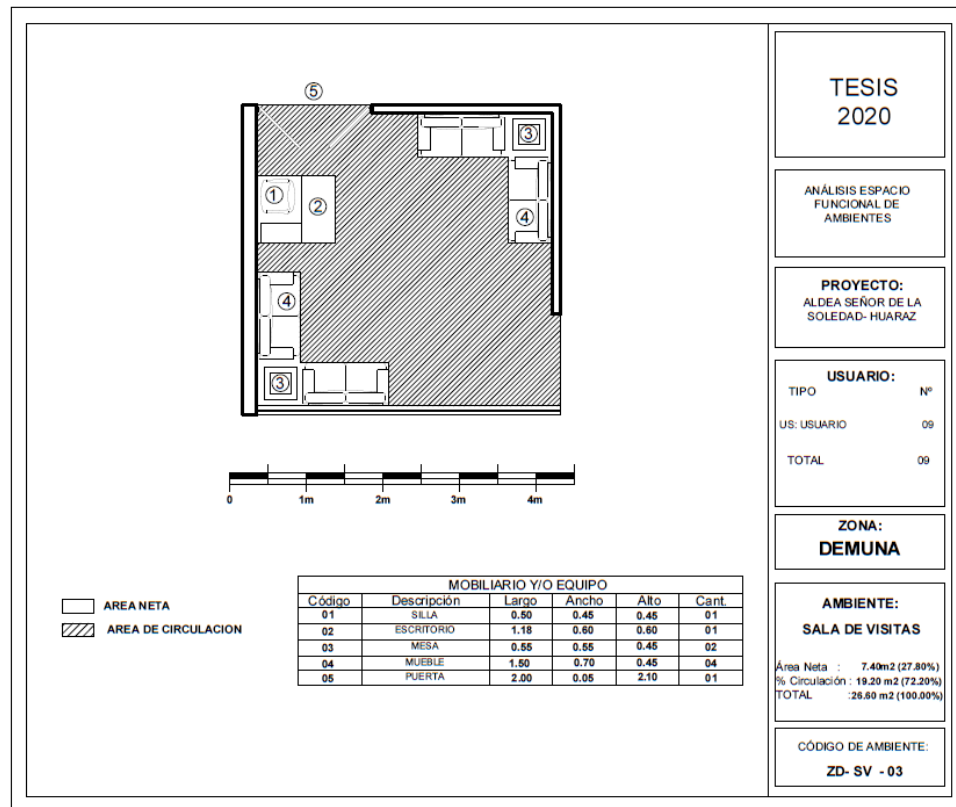 ⑤
③
①
②
④
④
③
0 1m 2m 3m 4m
AREA NETA
AREA DE CIRCULACION
MOBILIARIO Y/O EQUIPO
Código Descripción Largo Ancho Alto Cant.
01 SILLA 0.50 0.45 0.45 01
02 ESCRITORIO 1.18 0.60 0.60 01
03 MESA 0.55 0.55 0.45 02
04 MUEBLE 1.50 0.70 0.45 04
05 PUERTA 2.00 0.05 2.10 01
TESIS
2020
ANÁLISIS ESPACIO
FUNCIONAL DE
AMBIENTES
PROYECTO:
ALDEA SEÑOR DE LA
SOLEDAD- HUARAZ
USUARIO:
TIPO Nº
US: USUARIO 09
TOTAL 09
ZONA:
DEMUNA
AMBIENTE:
SALA DE VISITAS
Área Neta : 7.40m2 (27.80%)
% Circulación : 19.20 m2 (72.20%)
TOTAL :26.60 m2 (100.00%)
CÓDIGO DE AMBIENTE:
ZD- SV - 03